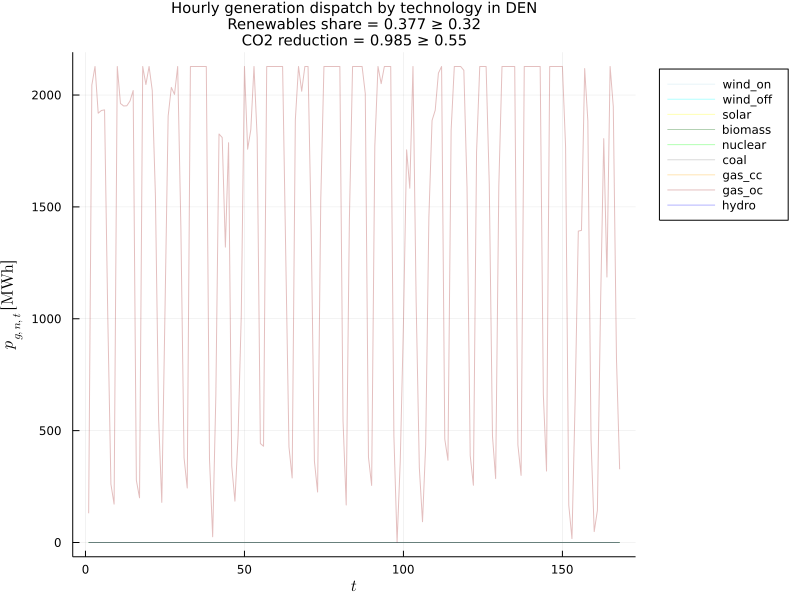 Hourly generation dispatch by technology in DEN
Renewables share = 0.377 ≥ 0.32
CO2 reduction = 0.985 ≥ 0.55
wind_on
wind_off
solar
biomass
nuclear
coal
gas_cc
gas_oc
hydro
p g, n, t [MWh]
2000
1500
1000
500
0
0 50 100 150
t